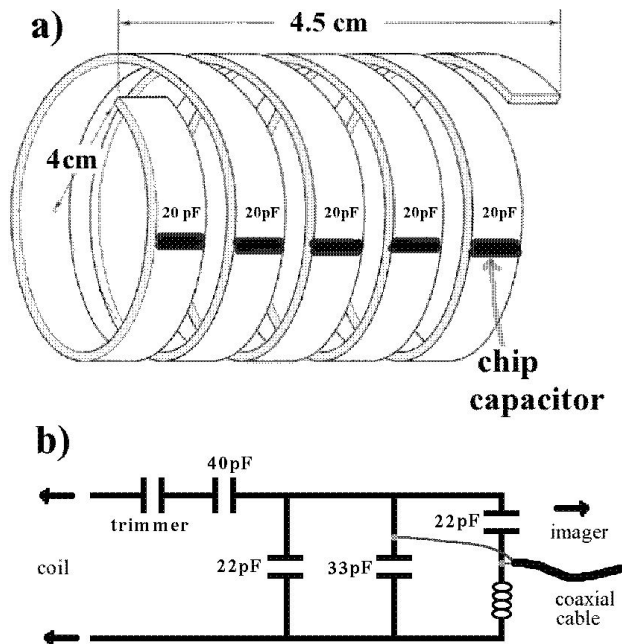 a)
4.5 cm
4cm
20 pF 20pF 20pF 20pF 20pF
chip
capacitor
b)
40pF
trimmer
22pF
imager
coil
22pF
33pF
coaxial
cable